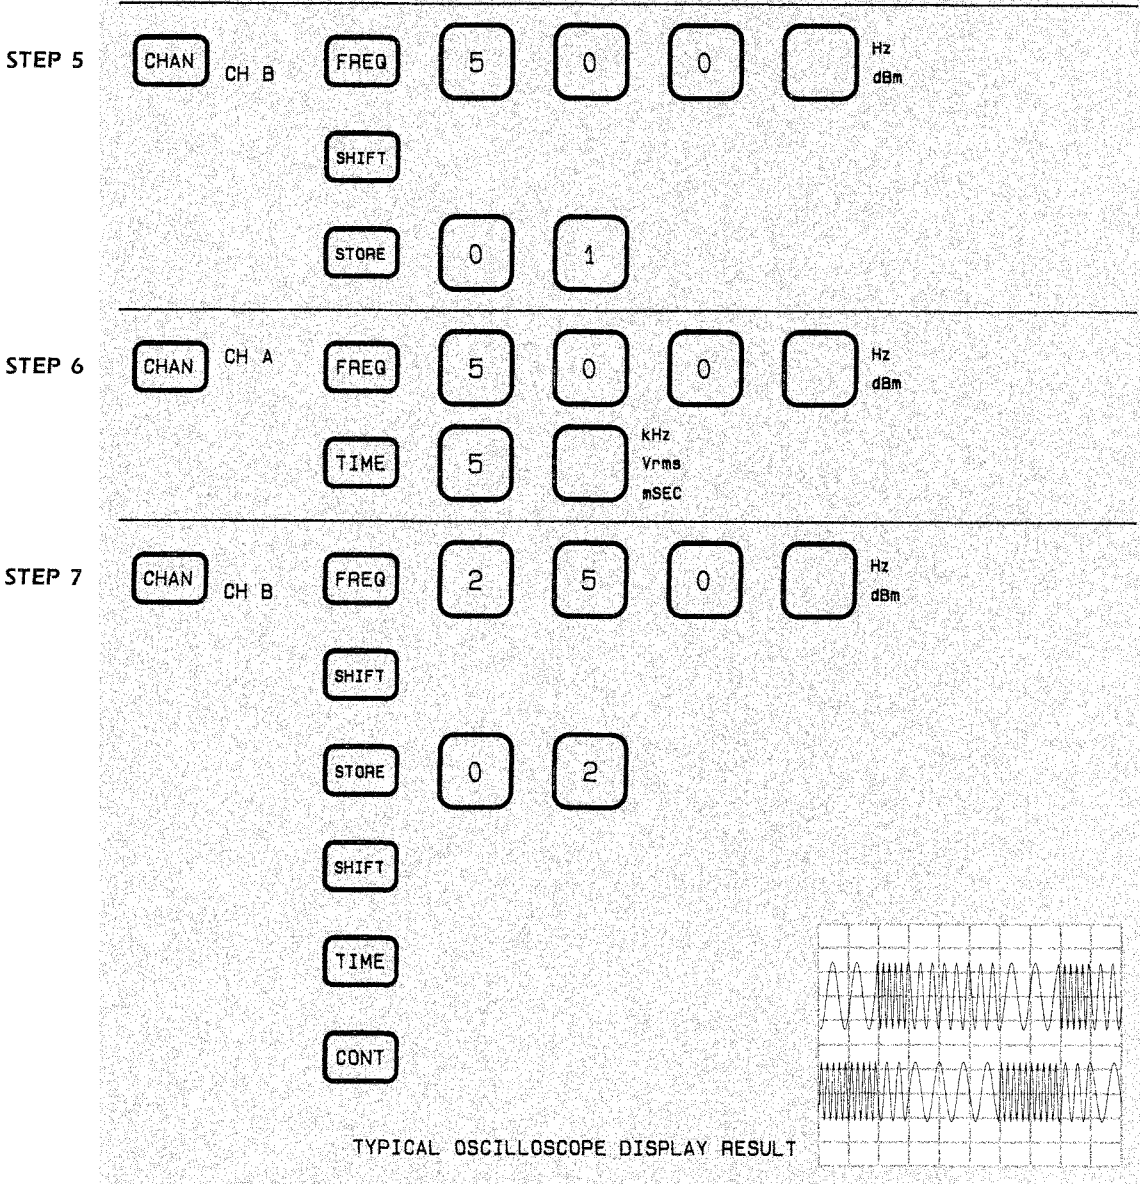 STEP 5 CHAN CH B FREQ 5 0 0 Hz dBm
SHIFT
STORE 0 1
STEP 6 CHAN CH A FREQ 5 0 0 Hz dBm
TIME 5 kHz Vrms mSEC
STEP 7 CHAN CH B FREQ 2 5 0 Hz dBm
SHIFT
STORE 0 2
SHIFT
TIME
CONT
TYPICAL OSCILLOSCOPE DISPLAY RESULT